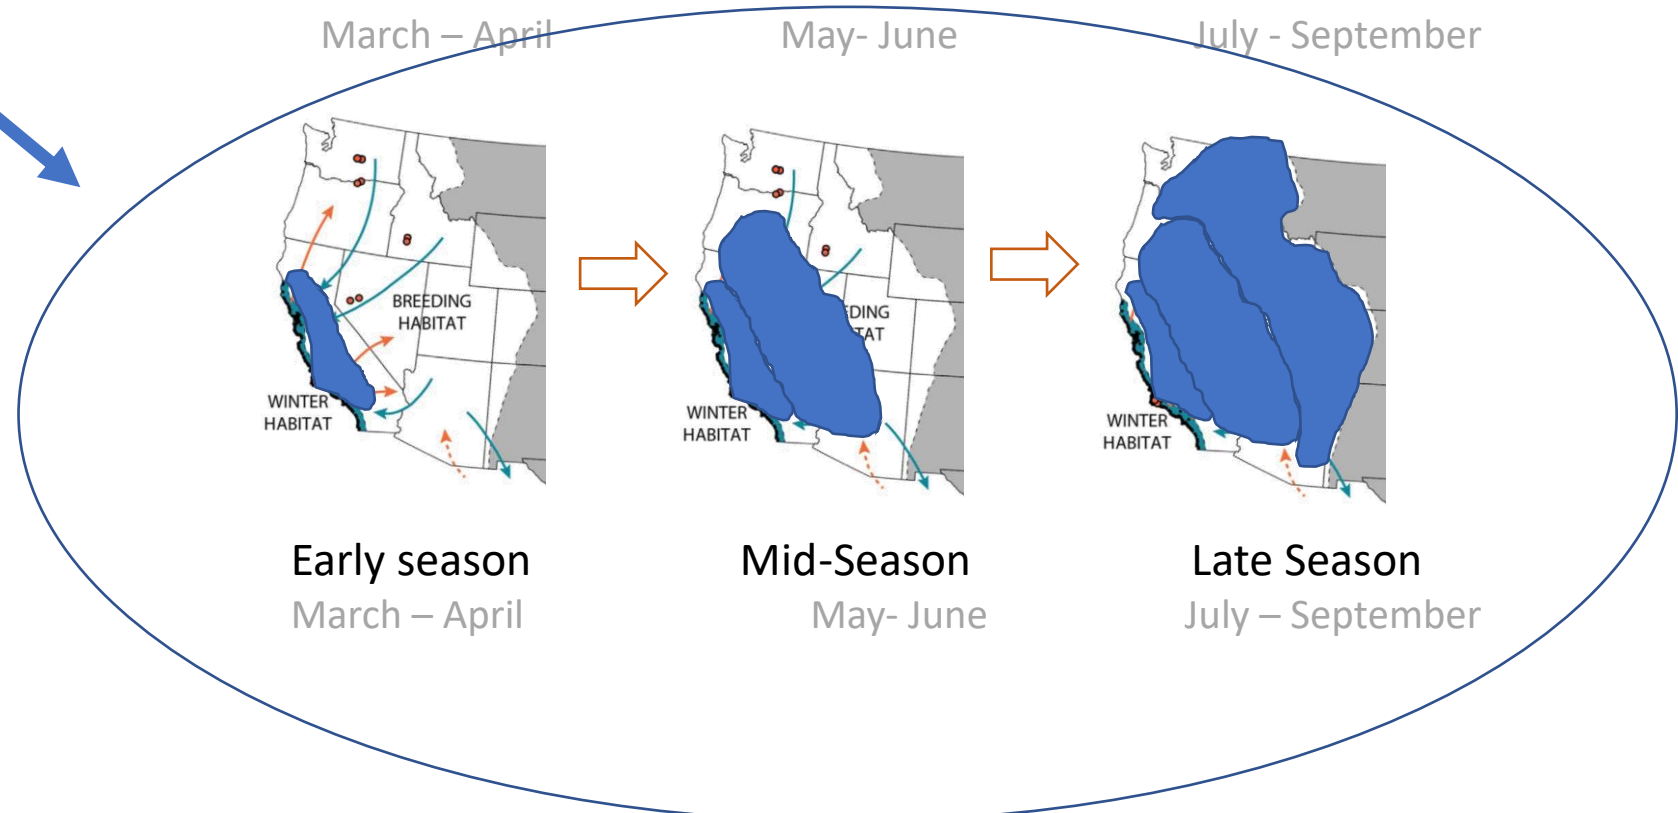 March – April
May- June
July - September
BREEDING
HABITAT
WINTER
HABITAT
DING
TAT
WINTER
HABITAT
WINTER
HABITAT
Early season
Mid-Season
Late Season
March – April
May- June
July – September